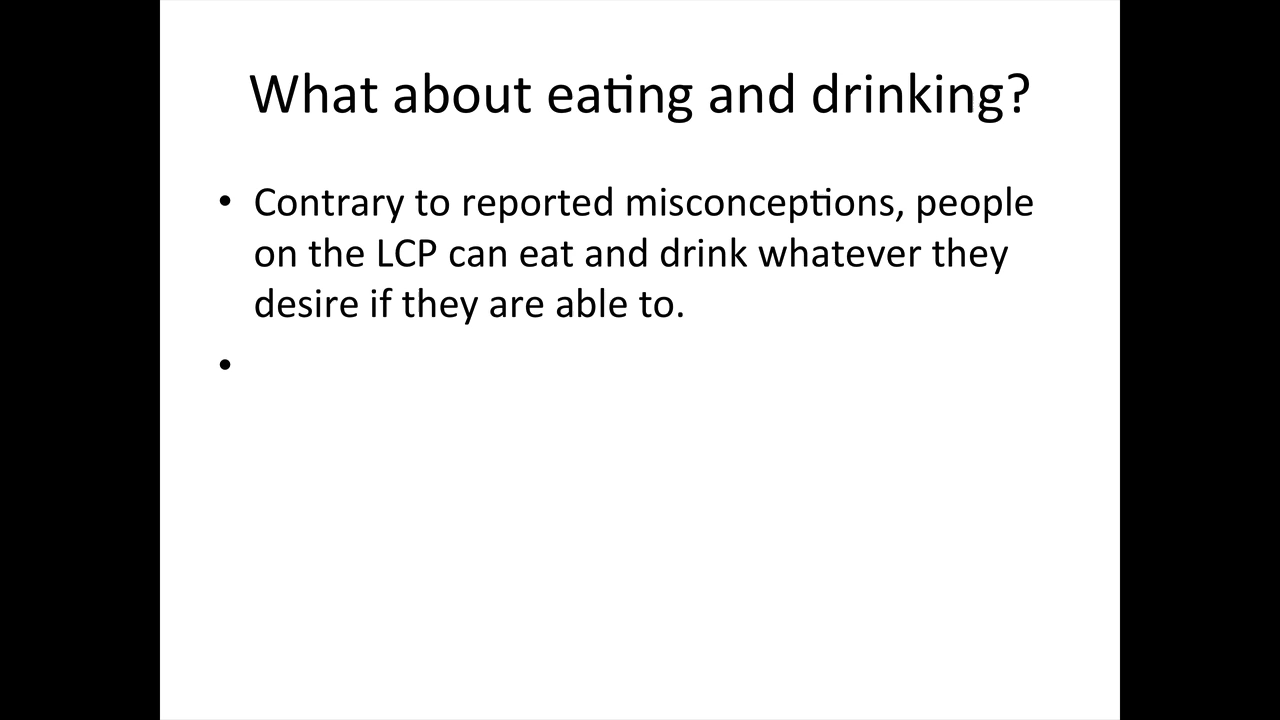 What about eating and drinking?
• Contrary to reported misconceptions, people
on the LCP can eat and drink whatever they
desire if they are able to.
•